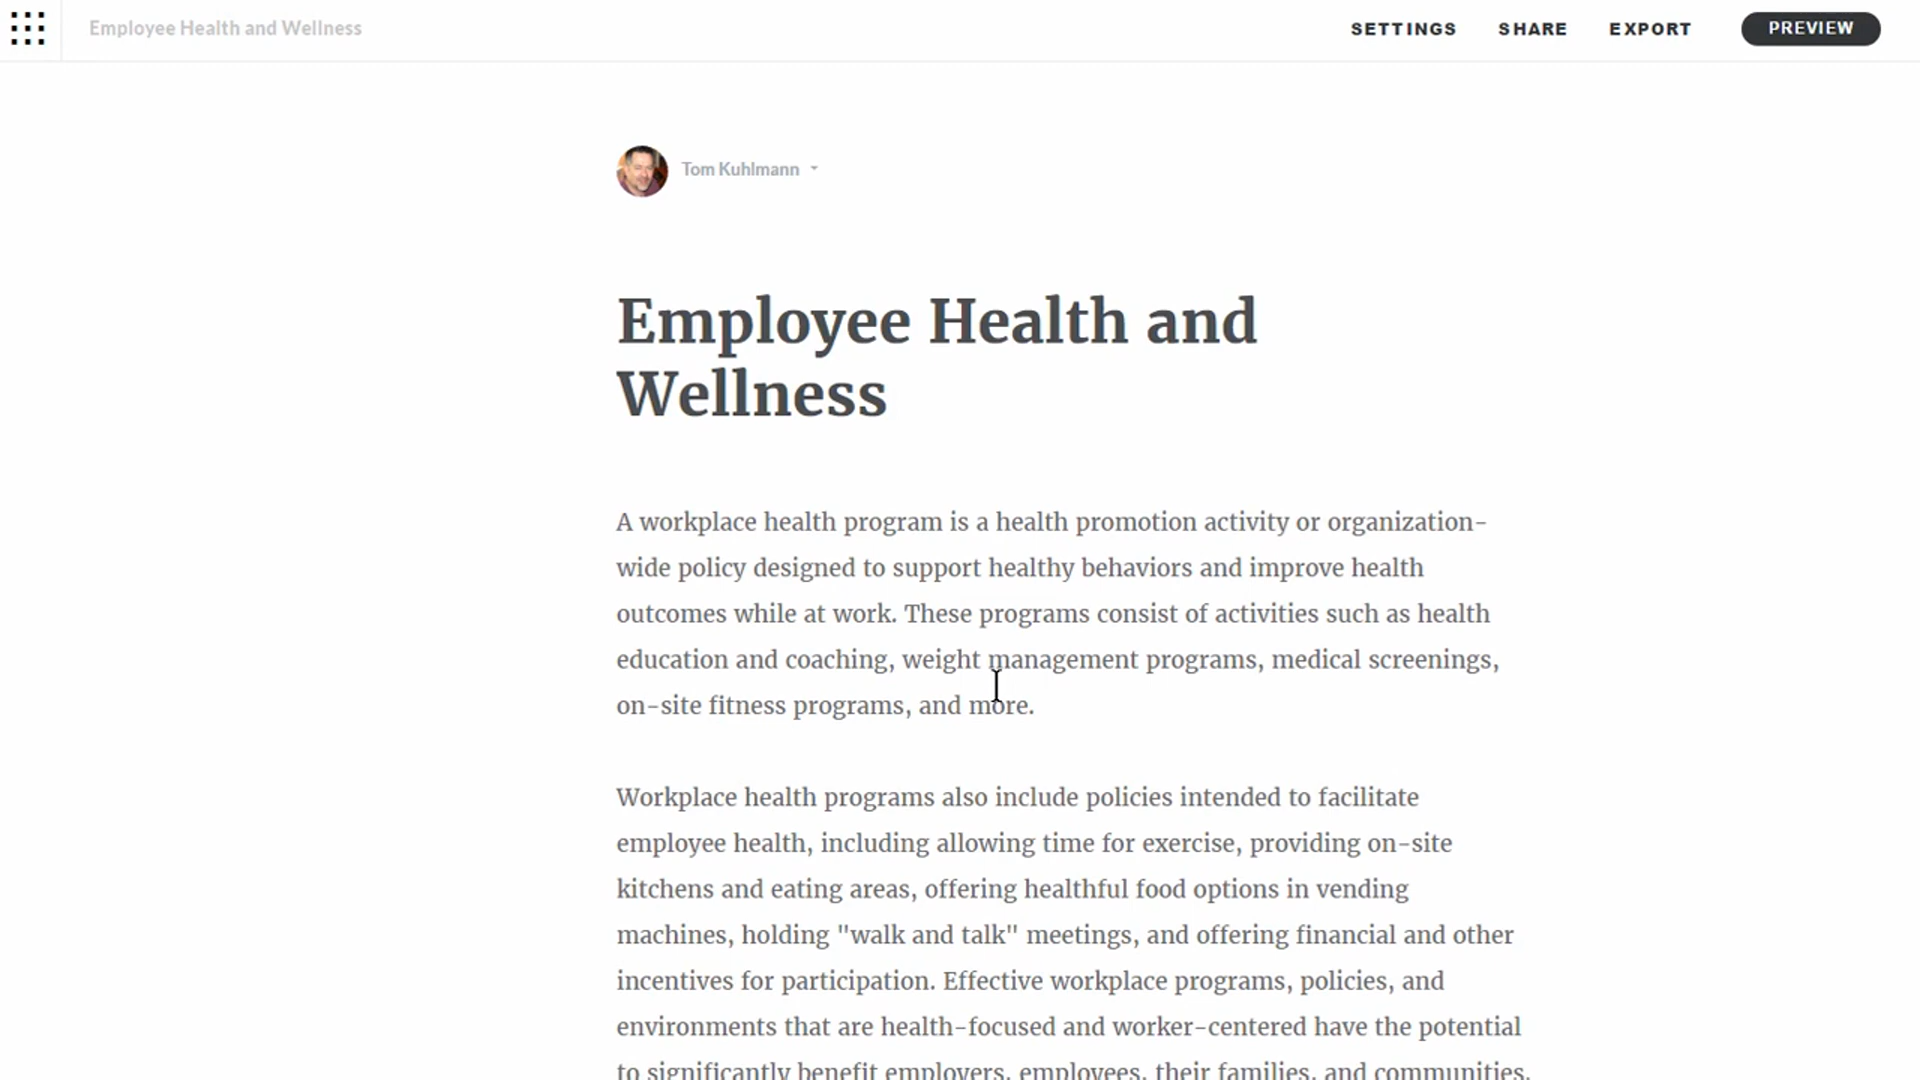 Employee Health and Wellness
SETTINGS
SHARE
EXPORT
PREVIEW
Tom Kuhlmann
Employee Health and
Wellness
A workplace health program is a health promotion activity or organization-
wide policy designed to support healthy behaviors and improve health
outcomes while at work. These programs consist of activities such as health
education and coaching, weight management programs, medical screenings,
on-site fitness programs, and more.
Workplace health programs also include policies intended to facilitate
employee health, including allowing time for exercise, providing on-site
kitchens and eating areas, offering healthful food options in vending
machines, holding "walk and talk" meetings, and offering financial and other
incentives for participation. Effective workplace programs, policies, and
environments that are health-focused and worker-centered have the potential
to significantly benefit employers, employees, their families, and communities.